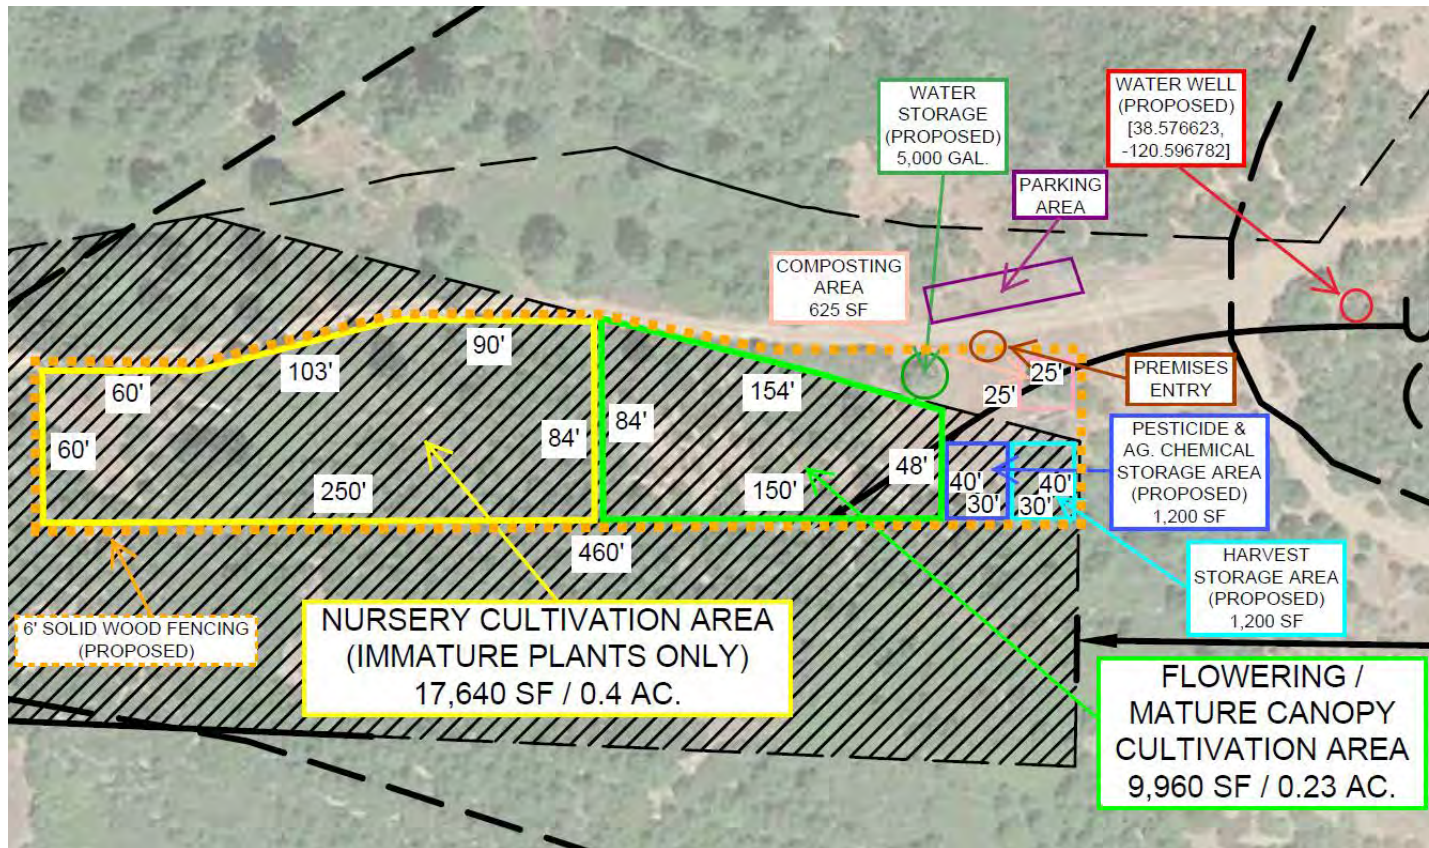 WATER
STORAGE
(PROPOSED)
5,000 GAL.
WATER WELL
(PROPOSED)
[38.576623,
-120.596782]
PARKING
AREA
COMPOSTING
AREA
625 SF
PREMISES
ENTRY
90'
103'
60'
60'
84'
84'
250'
154'
150'
48'
25'
25'
40'
30'
40'
30'
460'
PESTICIDE &
AG. CHEMICAL
STORAGE AREA
(PROPOSED)
1,200 SF
HARVEST
STORAGE AREA
(PROPOSED)
1,200 SF
6' SOLID WOOD FENCING
(PROPOSED)
NURSERY CULTIVATION AREA
(IMMATURE PLANTS ONLY)
17,640 SF / 0.4 AC.
FLOWERING /
MATURE CANOPY
CULTIVATION AREA
9,960 SF / 0.23 AC.